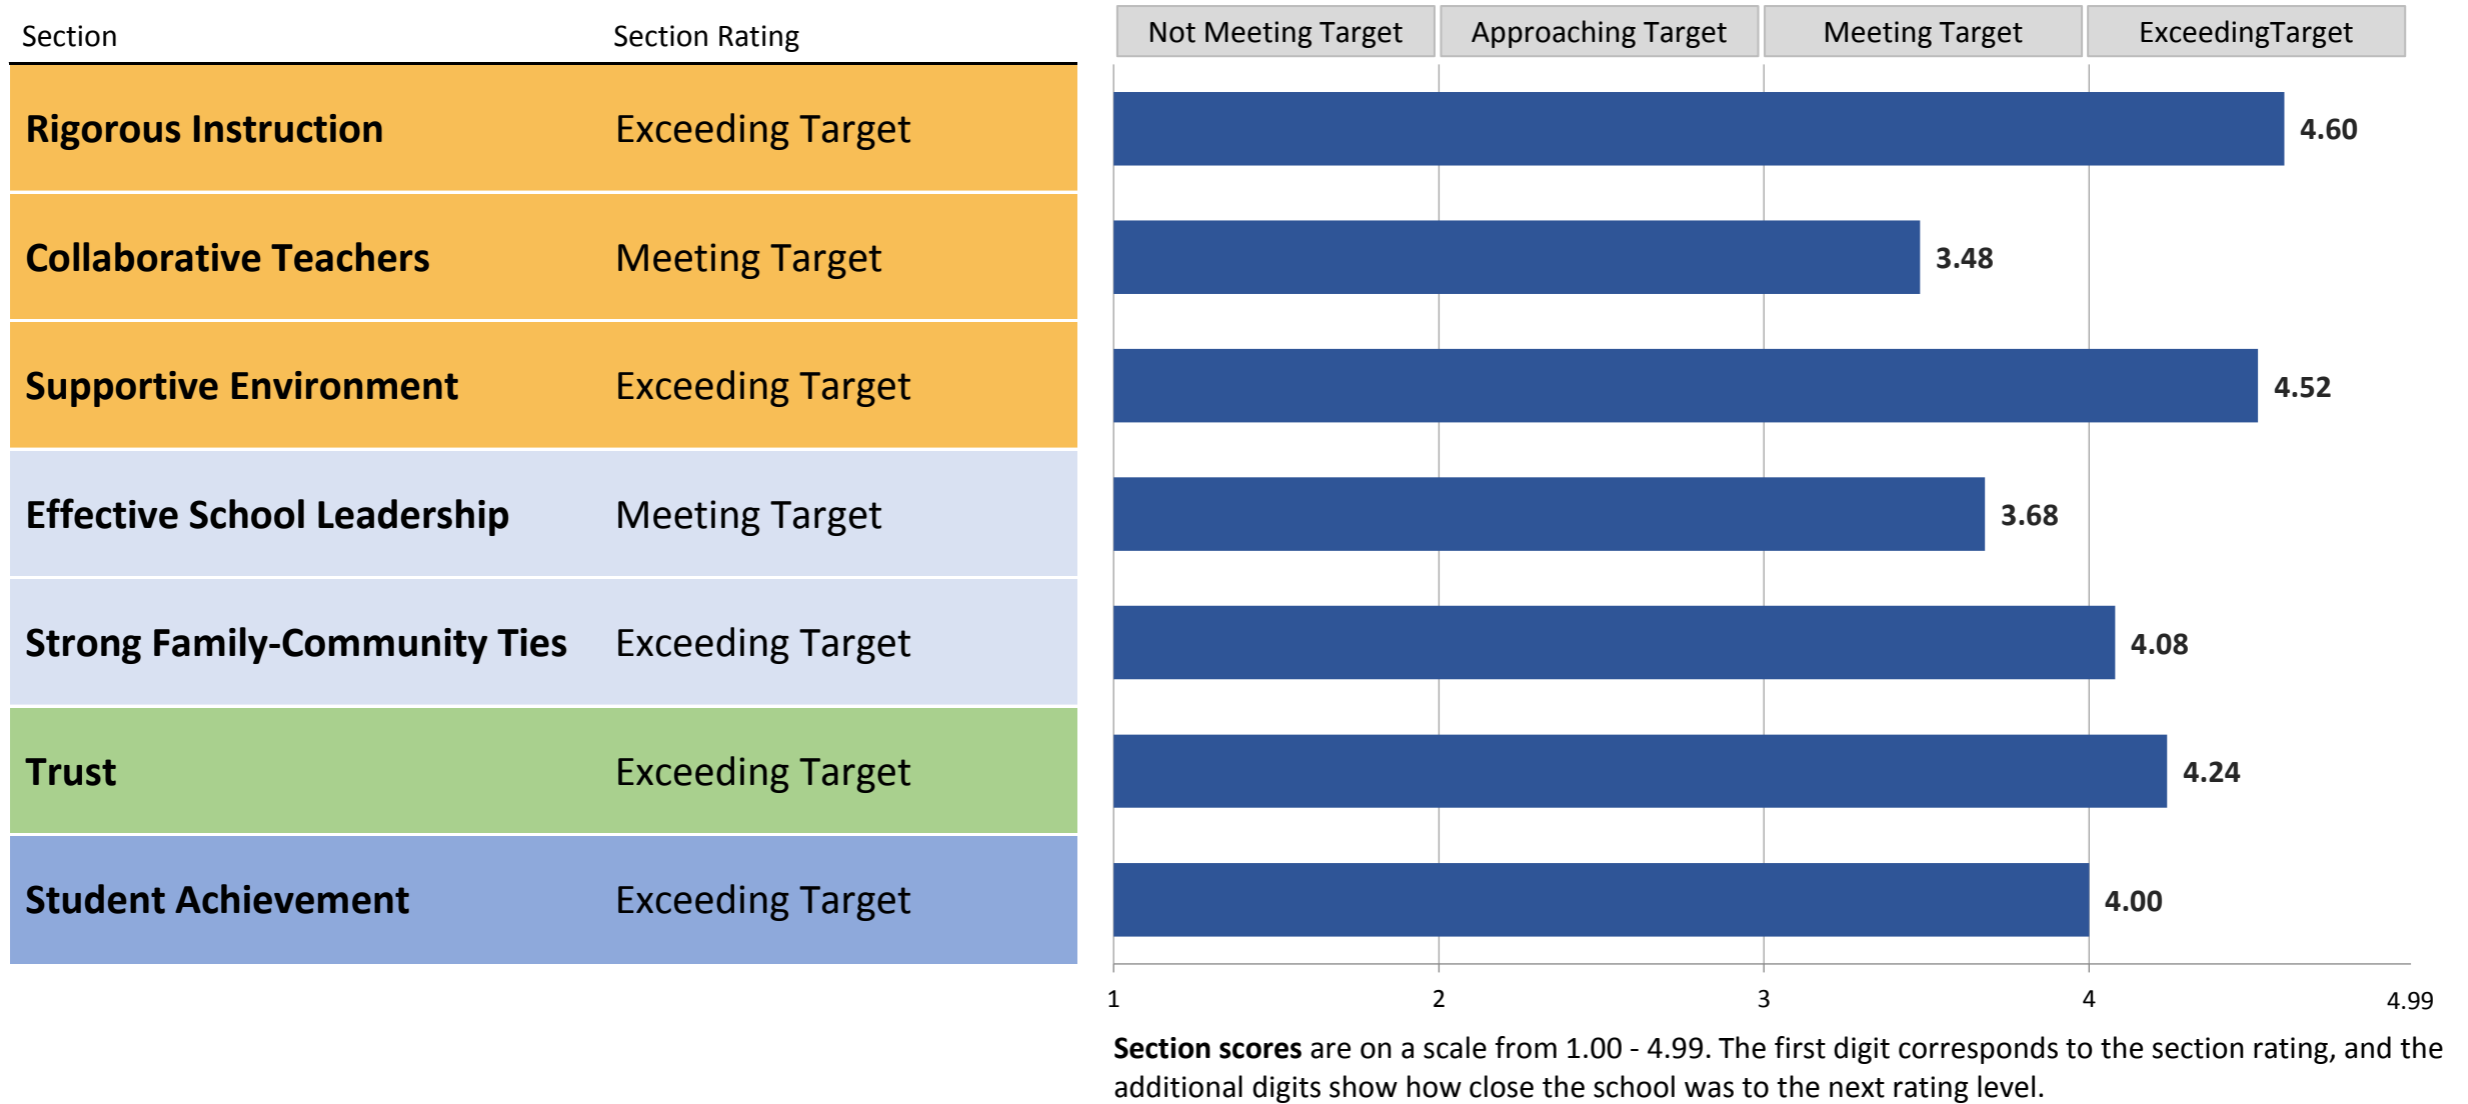 Section Section Rating Not Meeting Target Approaching Target Meeting Target ExceedingTarget
Rigorous Instruction Exceeding Target 4.60
Collaborative Teachers Meeting Target 3.48
Supportive Environment Exceeding Target 4.52
Effective School Leadership Meeting Target 3.68
Strong Family-Community Ties Exceeding Target 4.08
Trust Exceeding Target 4.24
Student Achievement Exceeding Target 4.00
1 2 3 4 4.99
Section scores are on a scale from 1.00 - 4.99. The first digit corresponds to the section rating, and the
additional digits show how close the school was to the next rating level.